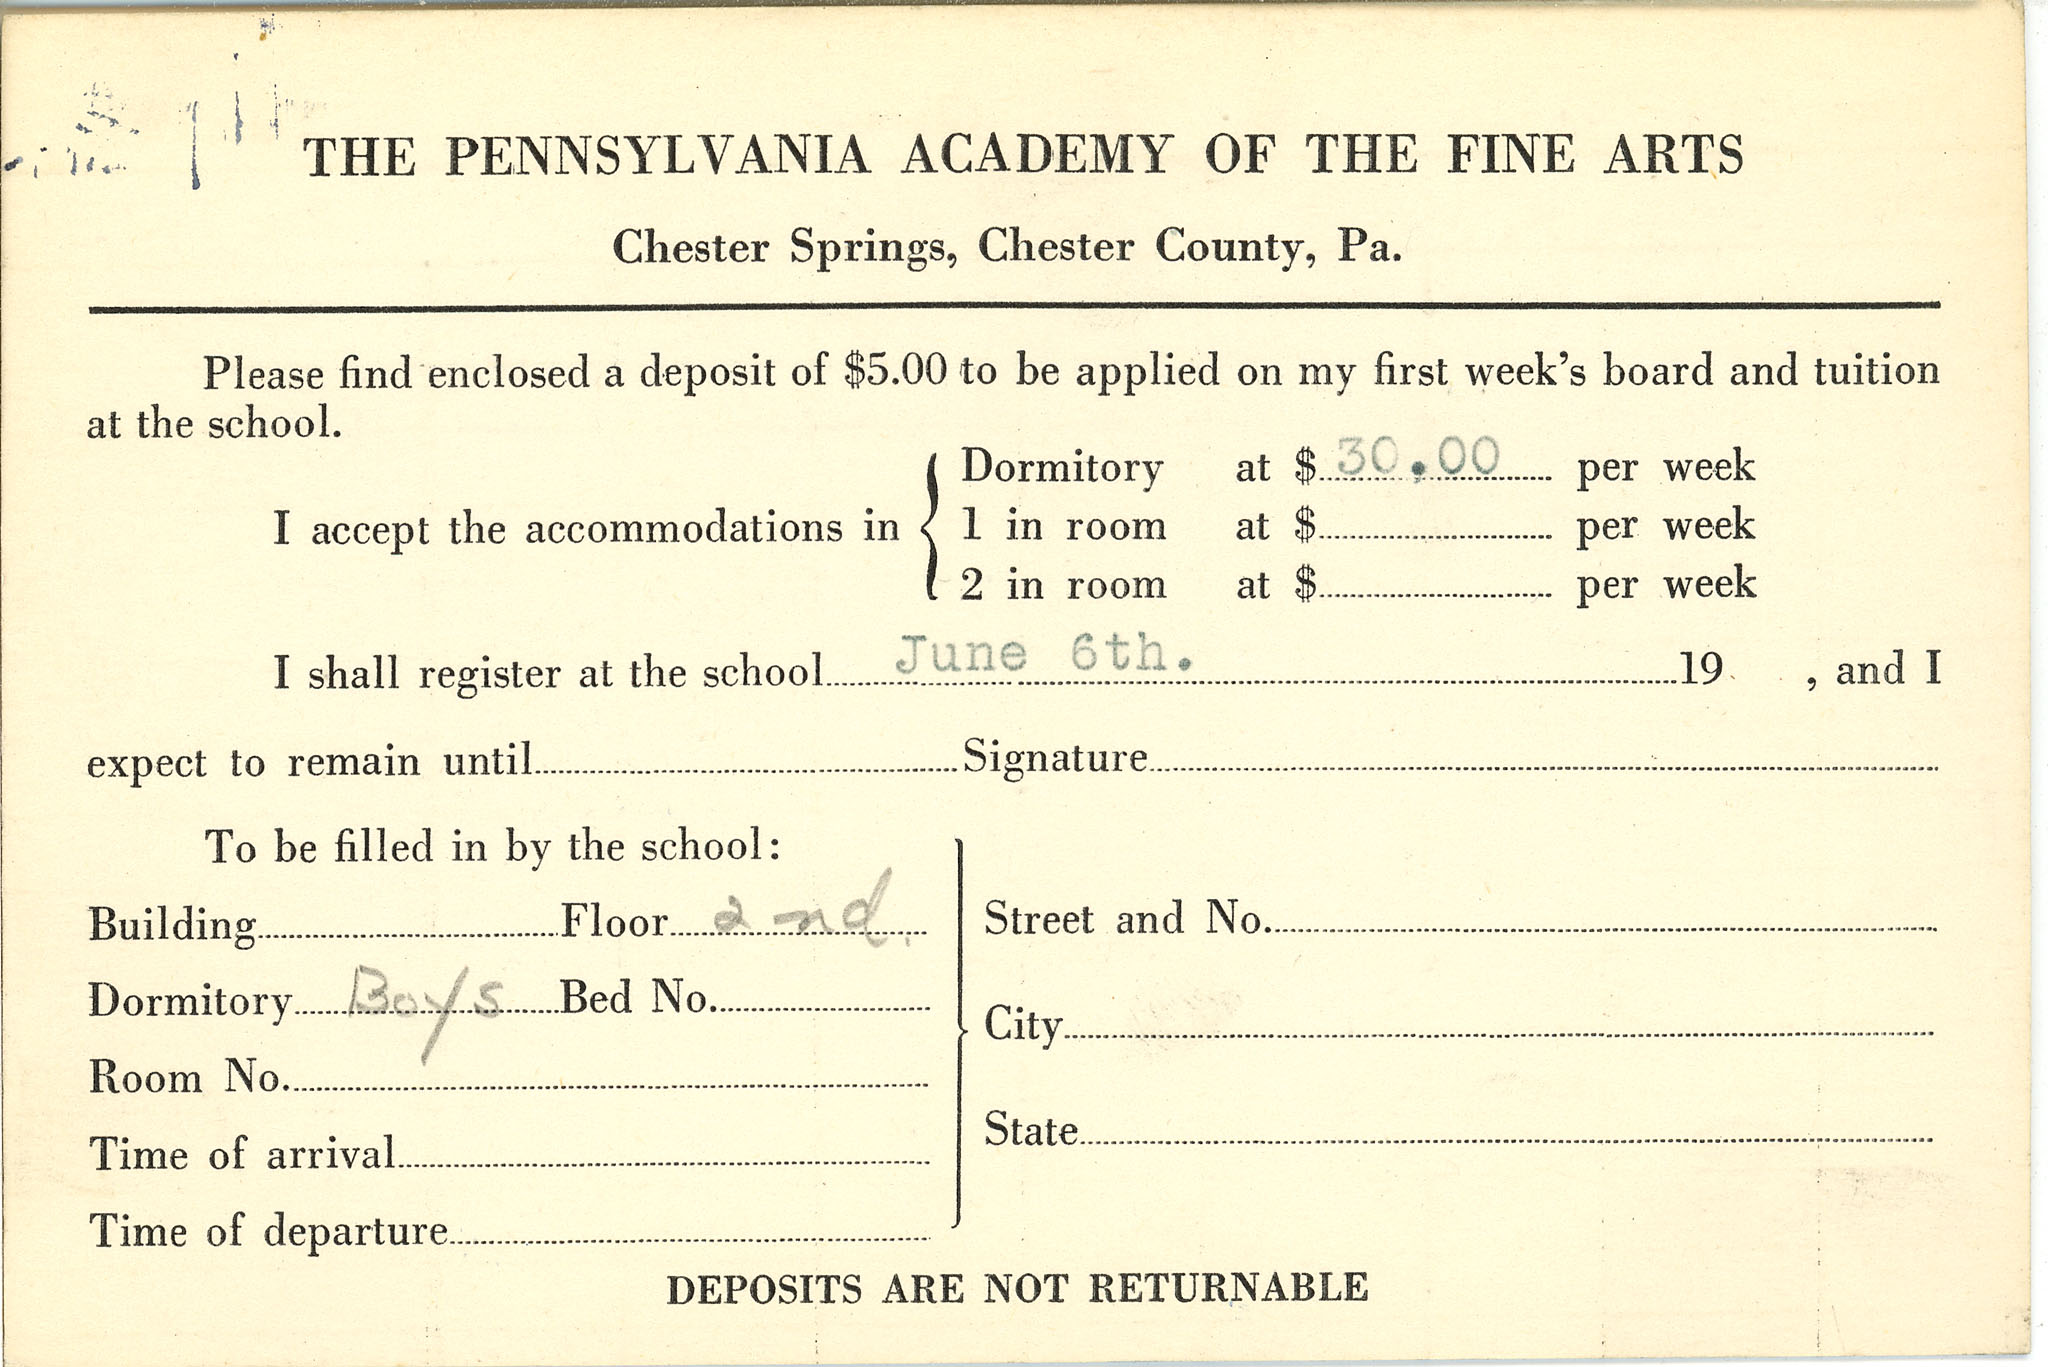 THE PENNSYLVANIA ACADEMY OF THE FINE ARTS
Chester Springs, Chester County, Pa.
Please find enclosed a deposit of $5.00 to be applied on my first week's board and tuition
at the school.
I accept the accommodations in
Dormitory at $ 30.00 per week
1 in room at $ per week
2 in room at $ per week
I shall register at the school June 6th. 19 , and I
expect to remain until Signature
To be filled in by the school:
Building Floor 2nd.
Dormitory Boys Bed No.
Room No.
Time of arrival
Time of departure
Street and No.
City
State
DEPOSITS ARE NOT RETURNABLE